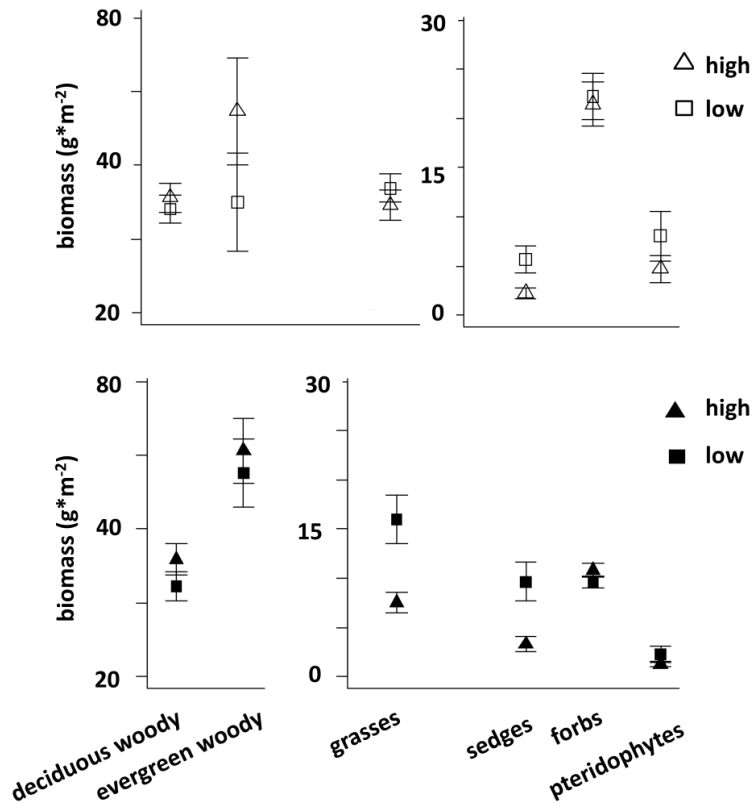 80
40
20
biomass (g*m-2)
30
15
0
high
low
80
40
20
biomass (g*m-2)
30
15
0
high
low
deciduous woody
evergreen woody
grasses
sedges
forbs
pteridophytes